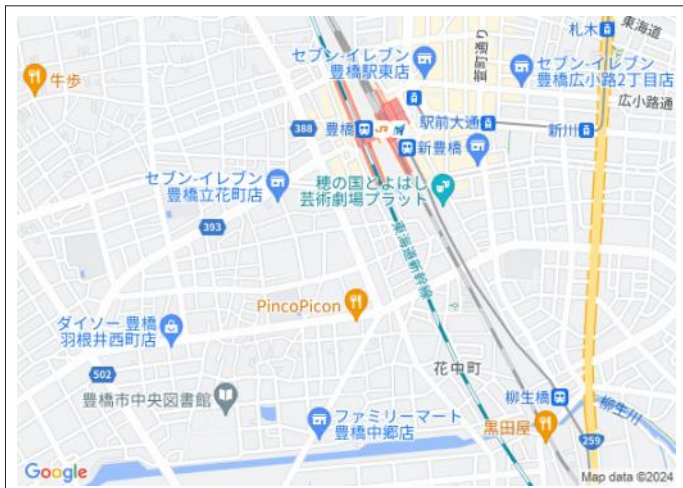 札木
東海道
セブン-イレブン
豊橋駅東店
萱町通り
セブン-イレブン
豊橋広小路2丁目店
牛歩
広小路通
388
豊橋
JR
駅前大通
新川
新豊橋
セブン-イレブン
豊橋立花町店
穂の国とよはし
芸術劇場プラット
393
東海道新幹線
PincoPicon
ダイソー 豊橋
羽根井西町店
花中町
502
豊橋市中央図書館
柳生橋
柳生川
ファミリーマート
豊橋中郷店
黒田屋
259
Google
Map data ©2024